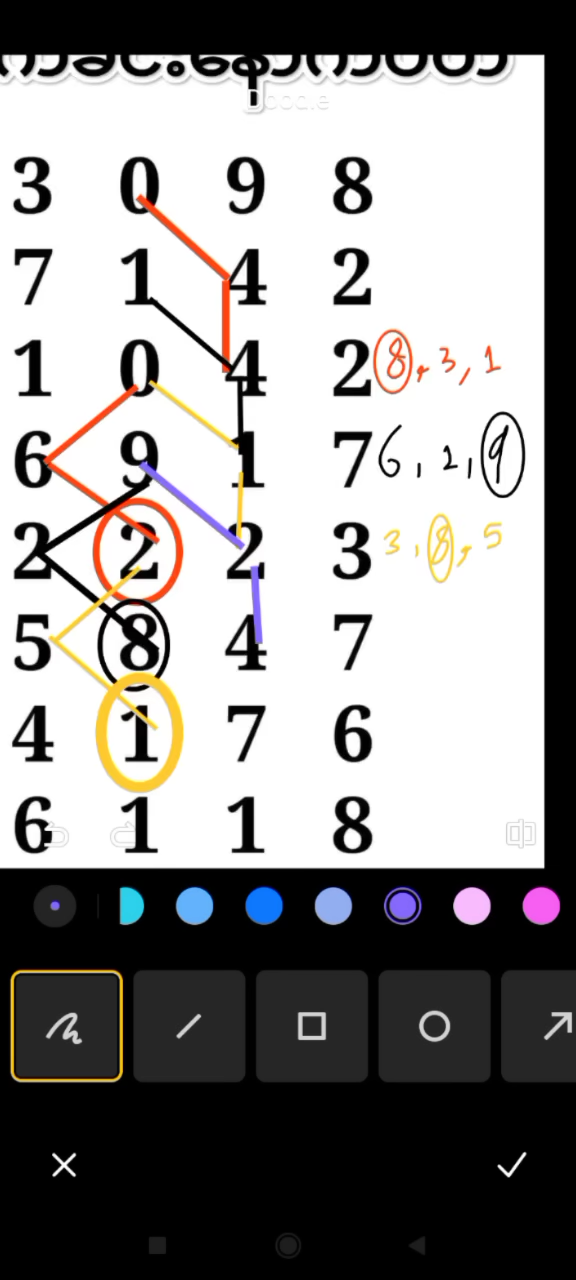 Doodle
3 0 9 8
7 1 4 2
1 0 4 2 8, 3, 1
6 9 1 7 6, 2, 9
2 2 2 3 3, 8, 5
5 8 4 7
4 1 7 6
6 1 1 8